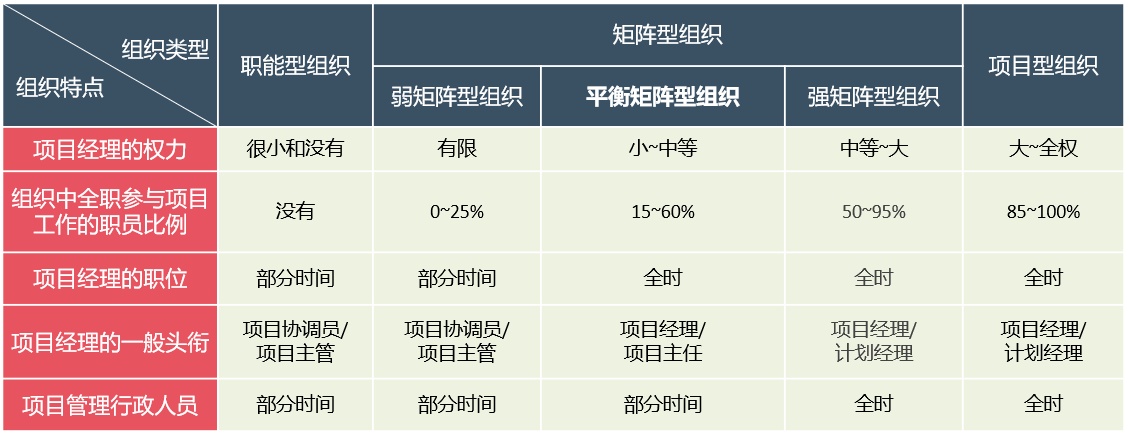 组织类型
组织特点
职能型组织
矩阵型组织
项目型组织
弱矩阵型组织
平衡矩阵型组织
强矩阵型组织
项目经理的权力
很小和没有
有限
小~中等
中等~大
大~全权
组织中全职参与项目
工作的职员比例
没有
0~25%
15~60%
50~95%
85~100%
项目经理的职位
部分时间
部分时间
全时
全时
全时
项目经理的一般头衔
项目协调员/
项目主管
项目协调员/
项目主管
项目经理/
项目主任
项目经理/
计划经理
项目经理/
计划经理
项目管理行政人员
部分时间
部分时间
部分时间
全时
全时